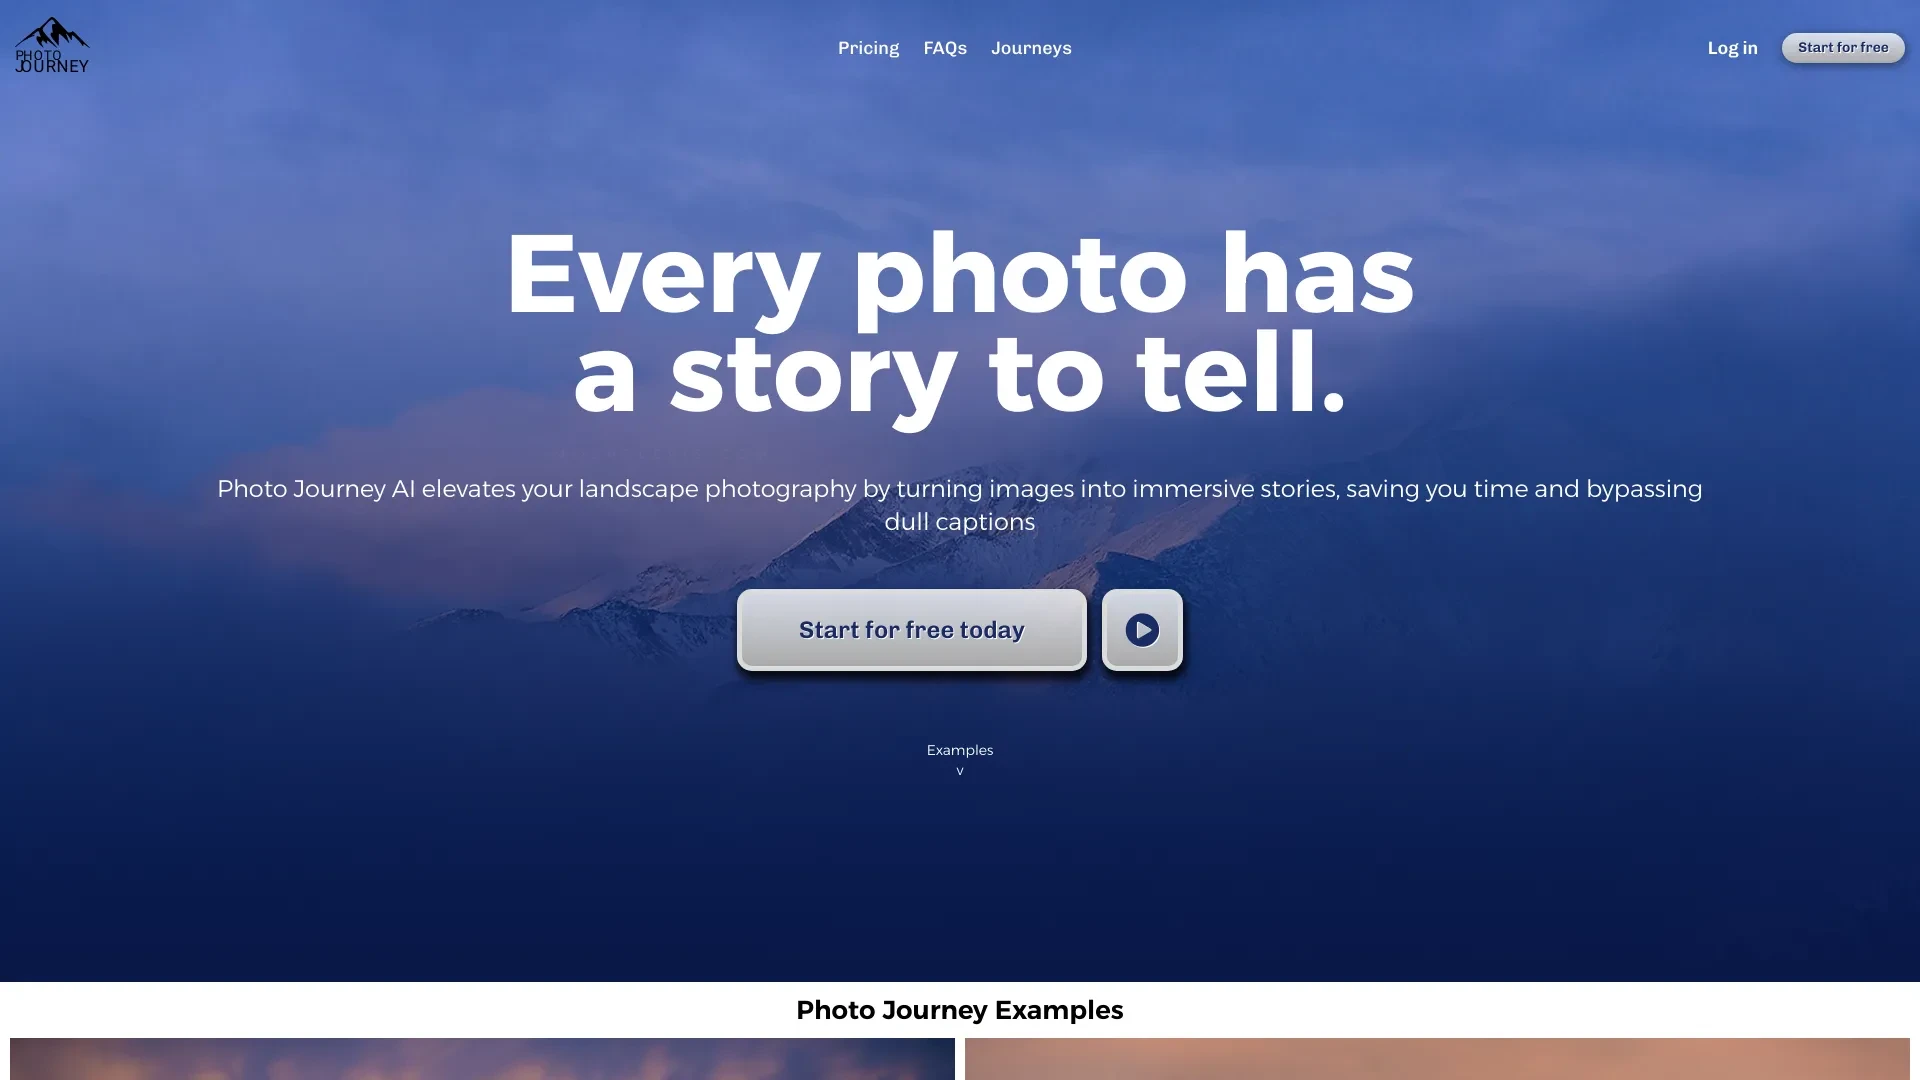 PHOTO
JOURNEY
Pricing
FAQs
Journeys
Log in
Start for free
Every photo has
a story to tell.
Photo Journey AI elevates your landscape photography by turning images into immersive stories, saving you time and bypassing
dull captions
Start for free today
Examples
v
Photo Journey Examples